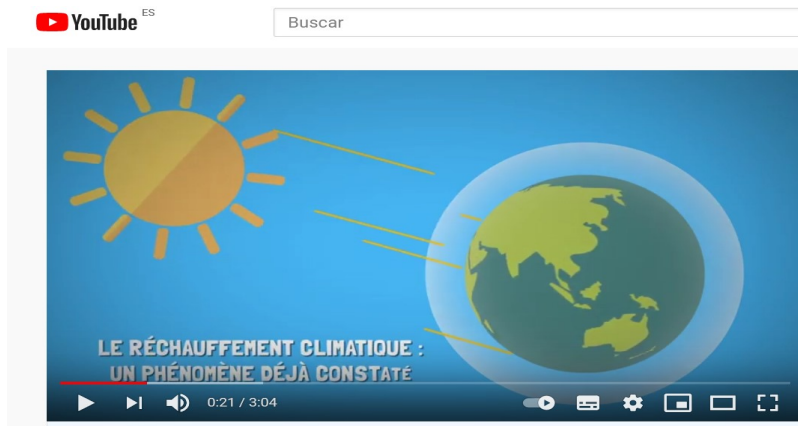 YouTube ES
Buscar
LE RÉCHAUFFEMENT CLIMATIQUE :
UN PHÉNOMÈNE DÉJÀ CONSTATÉ
0:21 / 3:04